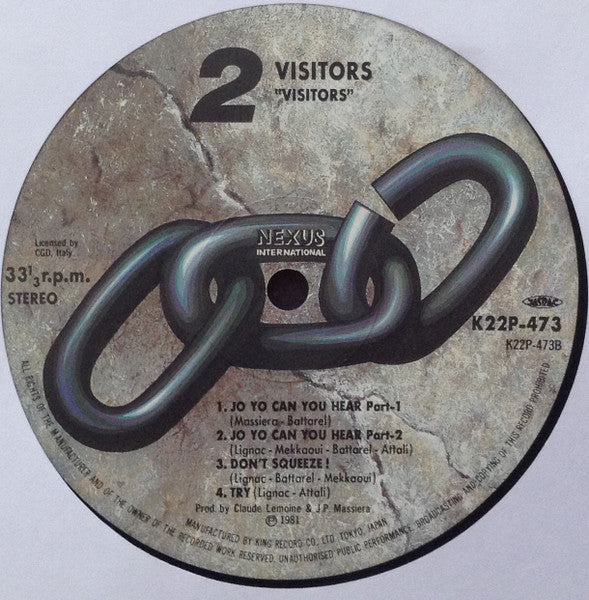 2 VISITORS
"VISITORS"
NEXUS
INTERNATIONAL
Licensed by
CGD, Italy
33 1/3 r.p.m.
STEREO
JASRAC
K22P-473
K22P-473B
1. JO YO CAN YOU HEAR Part-1
(Massiera - Battarel)
2. JO YO CAN YOU HEAR Part-2
(Lignac - Mekkaoui - Battarel - Attali)
3. DON'T SQUEEZE!
(Lignac - Battarel - Mekkaoui)
4. TRY (Lignac - Attali)
Prod. by Claude Lemoine & J.P. Massiera
Ⓟ 1981
MANUFACTURED BY KING RECORD CO., LTD. TOKYO, JAPAN
ALL RIGHTS OF THE MANUFACTURER AND OF THE OWNER OF THE RECORDED WORK RESERVED. UNAUTHORISED PUBLIC PERFORMANCE, BROADCASTING AND COPYING OF THIS RECORD PROHIBITED